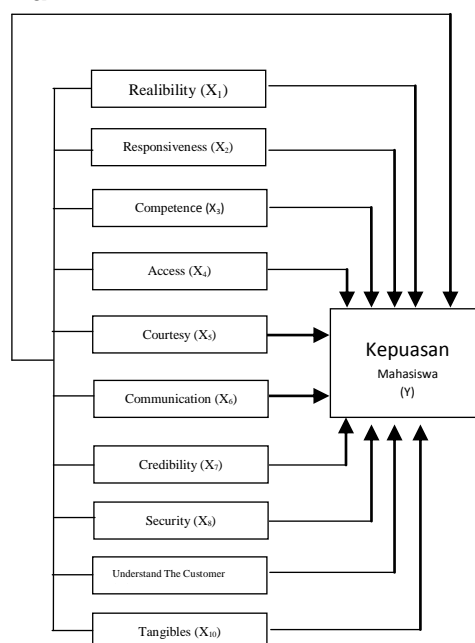 Realibility (X₁)
Responsiveness (X₂)
Competence (X₃)
Access (X₄)
Courtesy (X₅)
Communication (X₆)
Credibility (X₇)
Security (X₈)
Understand The Customer
Tangibles (X₁₀)
Kepuasan
Mahasiswa
(Y)